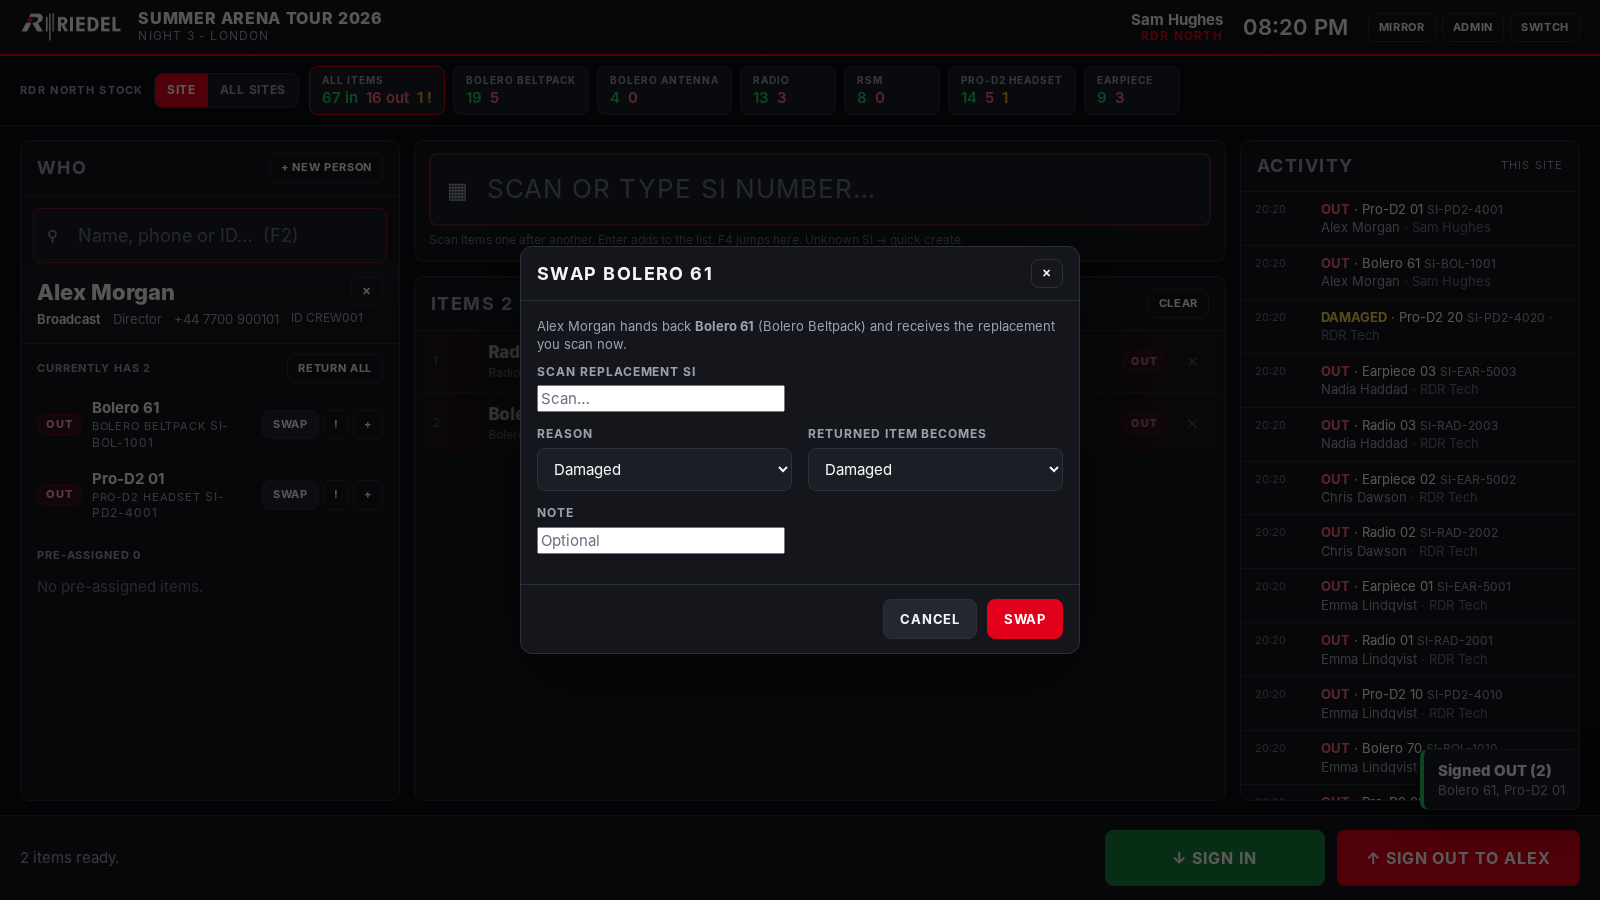 RIEDEL
SUMMER ARENA TOUR 2026
NIGHT 3 - LONDON
Sam Hughes
RDR NORTH
08:20 PM
MIRROR
ADMIN
SWITCH
RDR NORTH STOCK
SITE
ALL SITES
ALL ITEMS
67 in 16 out 1 !
BOLERO BELTPACK
19 5
BOLERO ANTENNA
4 0
RADIO
13 3
RSM
8 0
PRO-D2 HEADSET
14 5 1
EARPIECE
9 3
WHO
+ NEW PERSON
Name, phone or ID... (F2)
Alex Morgan
×
Broadcast Director +44 7700 900101 ID CREW001
CURRENTLY HAS 2
RETURN ALL
OUT
Bolero 61
BOLERO BELTPACK SI-
BOL-1001
SWAP
!
+
OUT
Pro-D2 01
PRO-D2 HEADSET SI-
PD2-4001
SWAP
!
+
PRE-ASSIGNED 0
No pre-assigned items.
SCAN OR TYPE SI NUMBER...
Scan items one after another. Enter adds to the list. F4 jumps here. Unknown SI → quick create.
ITEMS 2
CLEAR
1
Rad
Radio
OUT
×
2
Bole
Bolero
OUT
×
SWAP BOLERO 61
×
Alex Morgan hands back Bolero 61 (Bolero Beltpack) and receives the replacement
you scan now.
SCAN REPLACEMENT SI
Scan...
REASON
Damaged
RETURNED ITEM BECOMES
Damaged
NOTE
Optional
CANCEL
SWAP
ACTIVITY
THIS SITE
20:20 OUT · Pro-D2 01 SI-PD2-4001
Alex Morgan · Sam Hughes
20:20 OUT · Bolero 61 SI-BOL-1001
Alex Morgan · Sam Hughes
20:20 DAMAGED · Pro-D2 20 SI-PD2-4020 ·
RDR Tech
20:20 OUT · Earpiece 03 SI-EAR-5003
Nadia Haddad · RDR Tech
20:20 OUT · Radio 03 SI-RAD-2003
Nadia Haddad · RDR Tech
20:20 OUT · Earpiece 02 SI-EAR-5002
Chris Dawson · RDR Tech
20:20 OUT · Radio 02 SI-RAD-2002
Chris Dawson · RDR Tech
20:20 OUT · Earpiece 01 SI-EAR-5001
Emma Lindqvist · RDR Tech
20:20 OUT · Radio 01 SI-RAD-2001
Emma Lindqvist · RDR Tech
20:20 OUT · Pro-D2 10 SI-PD2-4010
Emma Lindqvist · RDR Tech
20:20 OUT · Bolero 70 SI-BOL-1010
Emma Lindqvist
Signed OUT (2)
Bolero 61, Pro-D2 01
2 items ready.
↓ SIGN IN
↑ SIGN OUT TO ALEX